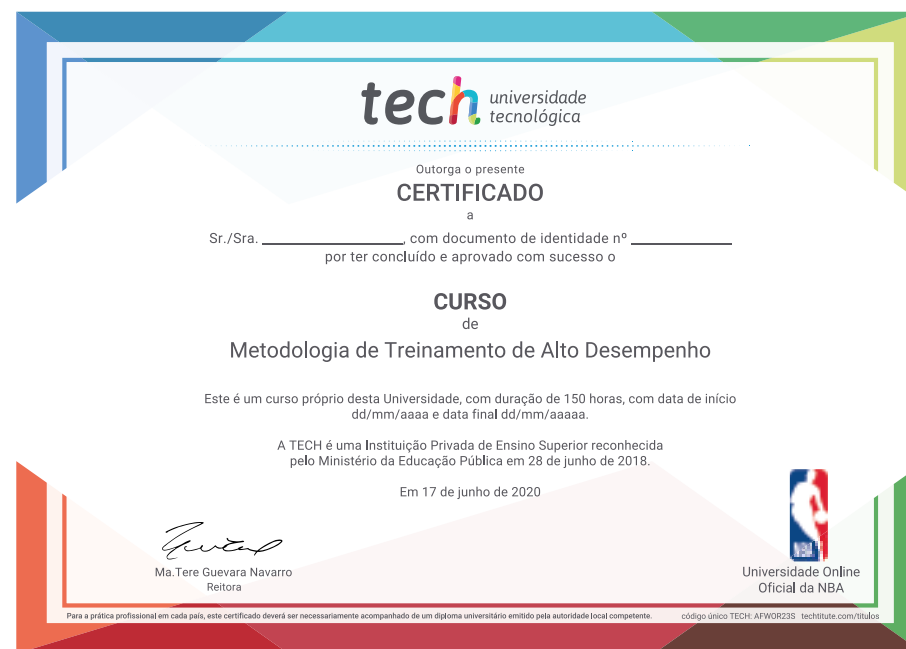 tech universidade
tecnológica
Outorga o presente
CERTIFICADO
a
Sr./Sra. ________________, com documento de identidade nº ____________
por ter concluído e aprovado com sucesso o
CURSO
de
Metodologia de Treinamento de Alto Desempenho
Este é um curso próprio desta Universidade, com duração de 150 horas, com data de início
dd/mm/aaaa e data final dd/mm/aaaaa.
A TECH é uma Instituição Privada de Ensino Superior reconhecida
pelo Ministério da Educação Pública em 28 de junho de 2018.
Em 17 de junho de 2020
Ma.Tere Guevara Navarro
Reitora
NBA
Universidade Online
Oficial da NBA
Para a prática profissional em cada país, este certificado deverá ser necessariamente acompanhado de um diploma universitário emitido pela autoridade local competente.
código único TECH: AFWOR23S techtitute.com/titulos